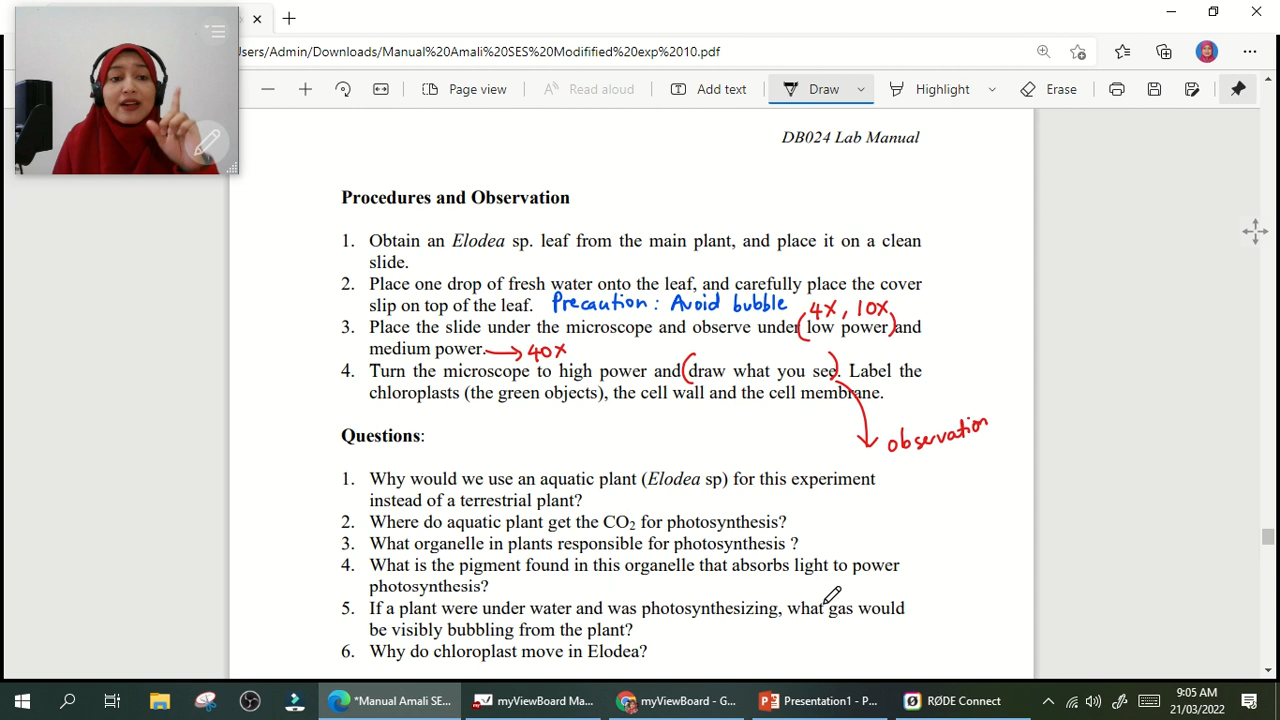 sers/Admin/Downloads/Manual%20Amali%20SES%20Modifified%20exp%2010.pdf
Page view
Read aloud
Add text
Draw
Highlight
Erase
DB024 Lab Manual
Procedures and Observation
1. Obtain an Elodea sp. leaf from the main plant, and place it on a clean
slide.
2. Place one drop of fresh water onto the leaf, and carefully place the cover
slip on top of the leaf. Precaution : Avoid bubble
4X, 10X
3. Place the slide under the microscope and observe under (low power) and
medium power. → 40X
4. Turn the microscope to high power and (draw what you see). Label the
chloroplasts (the green objects), the cell wall and the cell membrane.
observation
Questions:
1. Why would we use an aquatic plant (Elodea sp) for this experiment
instead of a terrestrial plant?
2. Where do aquatic plant get the CO₂ for photosynthesis?
3. What organelle in plants responsible for photosynthesis ?
4. What is the pigment found in this organelle that absorbs light to power
photosynthesis?
5. If a plant were under water and was photosynthesizing, what gas would
be visibly bubbling from the plant?
6. Why do chloroplast move in Elodea?
*Manual Amali SE...
myViewBoard Ma...
myViewBoard - G...
Presentation1 - P...
RØDE Connect
9:05 AM
21/03/2022